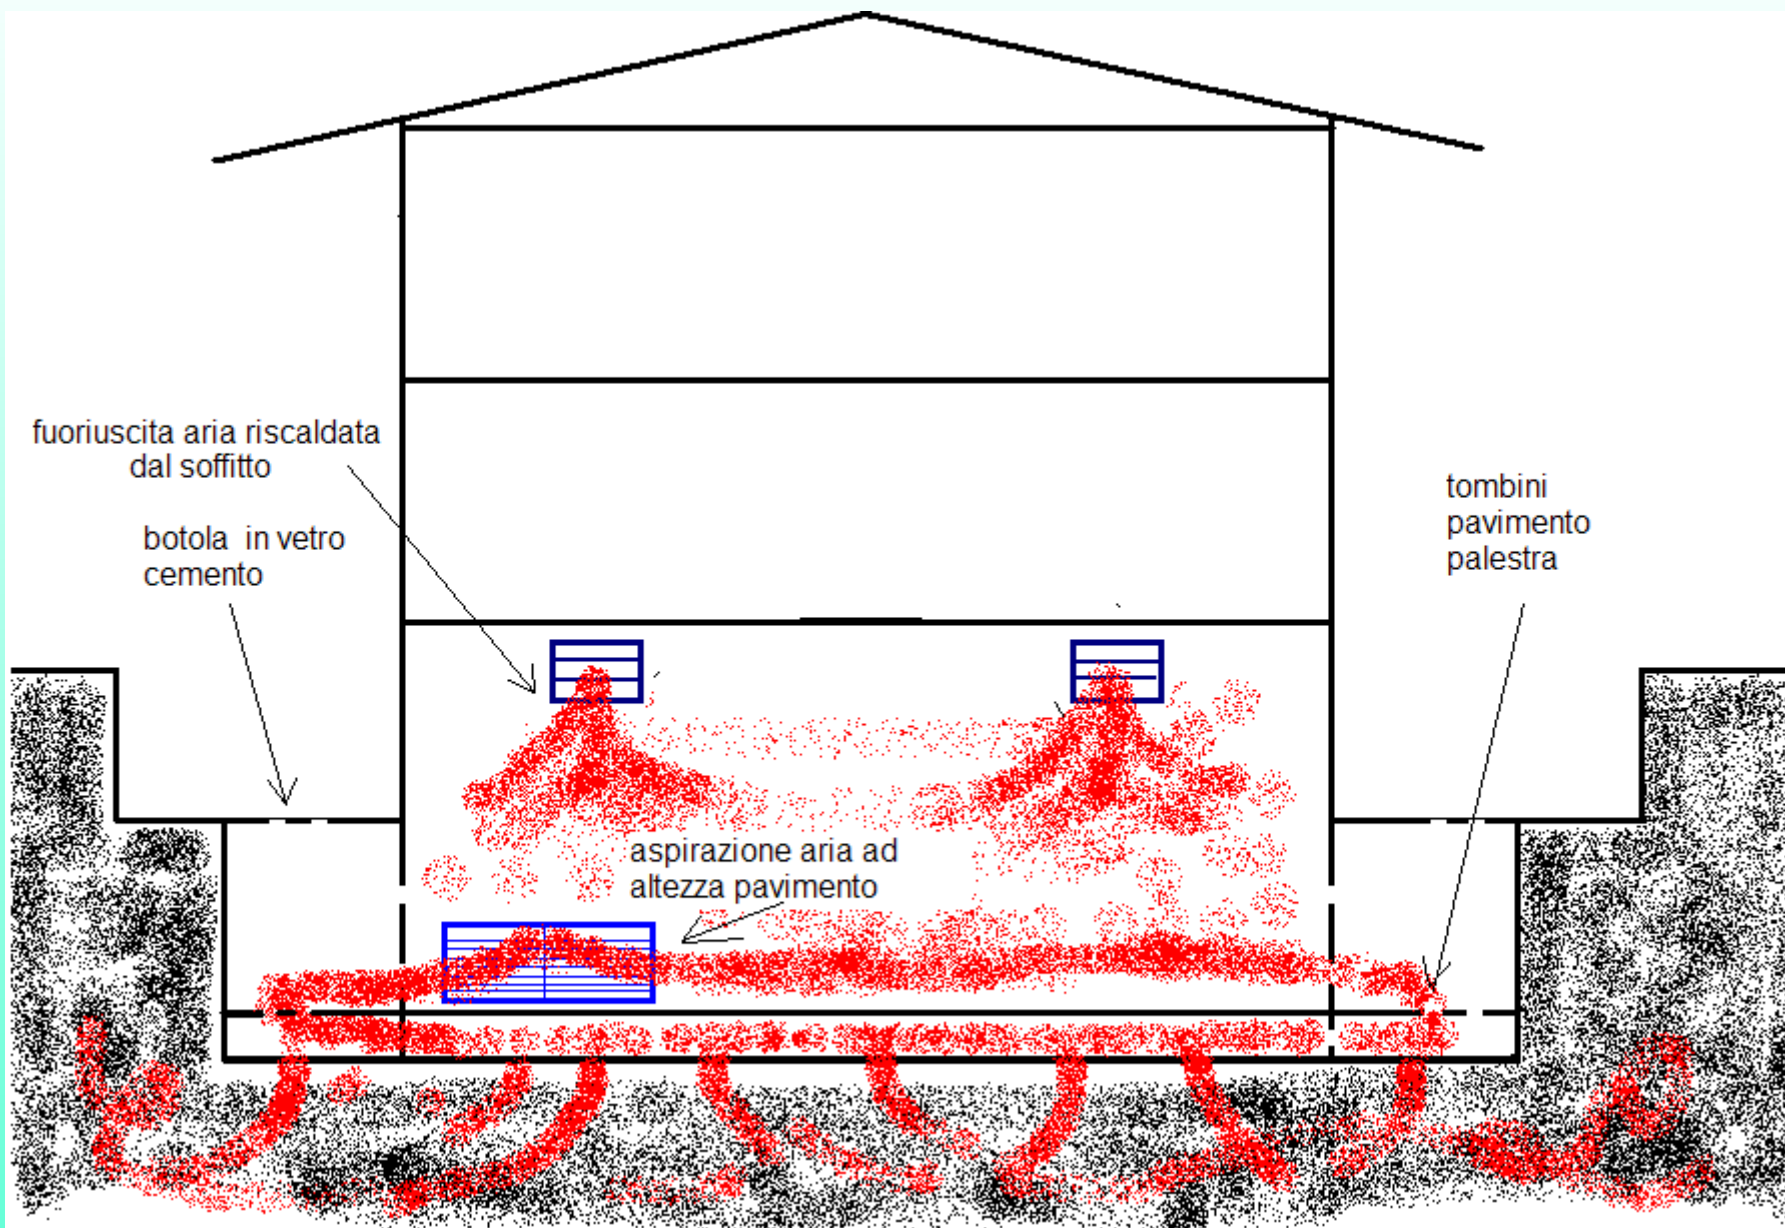 fuoriuscita aria riscaldata
dal soffitto
botola in vetro
cemento
tombini
pavimento
palestra
aspirazione aria ad
altezza pavimento